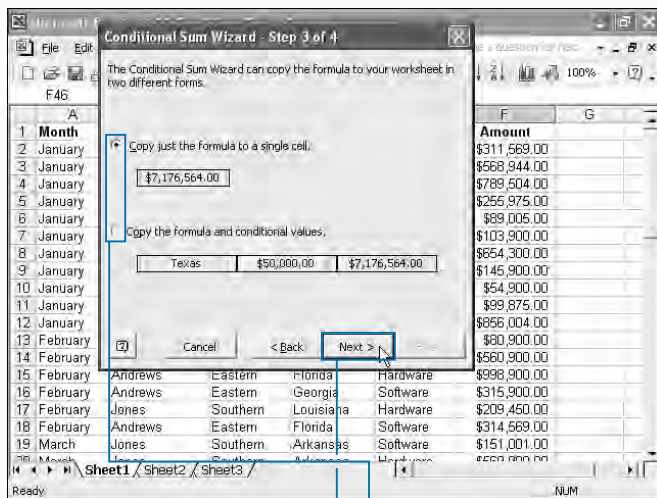 Conditional Sum Wizard - Step 3 of 4
File Edit
100%
The Conditional Sum Wizard can copy the formula to your worksheet in
two different forms.
F46
A F G
1 Month Amount
2 January $311,569.00
3 January Copy just the formula to a single cell. $568,944.00
4 January $7,176,564.00 $789,504.00
5 January $255,975.00
6 January $89,005.00
7 January Copy the formula and conditional values. $103,900.00
8 January Texas $50,000.00 $7,176,564.00 $654,300.00
9 January $145,900.00
10 January $54,900.00
11 January $99,875.00
12 January Cancel < Back Next > $856,004.00
13 February $80,900.00
14 February $560,900.00
15 February Andrews Eastern Florida Hardware $998,900.00
16 February Andrews Eastern Georgia Software $315,900.00
17 February Jones Southern Louisiana Hardware $209,450.00
18 February Andrews Eastern Florida Software $314,569.00
19 March Jones Southern Arkansas Software $151,001.00
Sheet1 Sheet2 Sheet3
Ready NUM